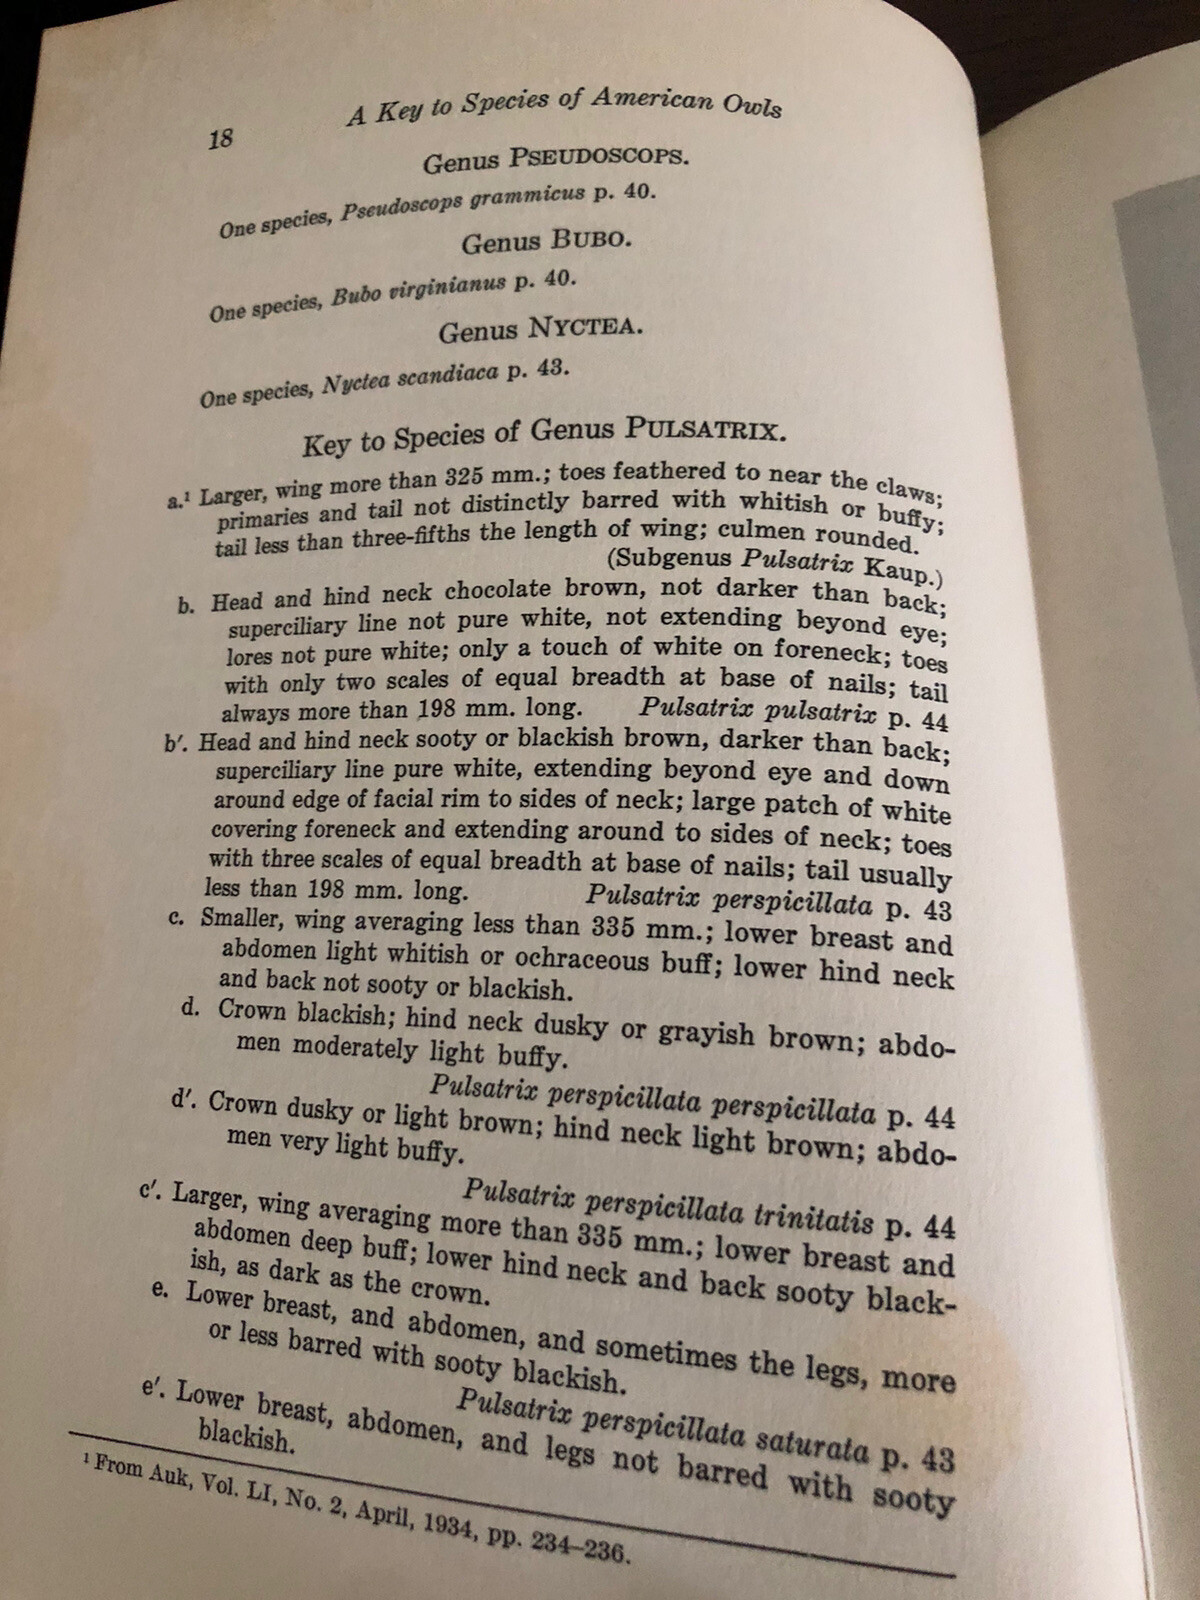 18
A Key to Species of American Owls
Genus PSEUDOSCOPS.
One species, Pseudoscops grammicus p. 40.
Genus BUBO.
One species, Bubo virginianus p. 40.
Genus NYCTEA.
One species, Nyctea scandiaca p. 43.
Key to Species of Genus PULSATRIX.
a.¹ Larger, wing more than 325 mm.; toes feathered to near the claws;
primaries and tail not distinctly barred with whitish or buffy;
tail less than three-fifths the length of wing; culmen rounded.
(Subgenus Pulsatrix Kaup.)
b. Head and hind neck chocolate brown, not darker than back;
superciliary line not pure white, not extending beyond eye;
lores not pure white; only a touch of white on foreneck; toes
with only two scales of equal breadth at base of nails; tail
always more than 198 mm. long. Pulsatrix pulsatrix p. 44
b′. Head and hind neck sooty or blackish brown, darker than back;
superciliary line pure white, extending beyond eye and down
around edge of facial rim to sides of neck; large patch of white
covering foreneck and extending around to sides of neck; toes
with three scales of equal breadth at base of nails; tail usually
less than 198 mm. long. Pulsatrix perspicillata p. 43
c. Smaller, wing averaging less than 335 mm.; lower breast and
abdomen light whitish or ochraceous buff; lower hind neck
and back not sooty or blackish.
d. Crown blackish; hind neck dusky or grayish brown; abdo-
men moderately light buffy.
Pulsatrix perspicillata perspicillata p. 44
d′. Crown dusky or light brown; hind neck light brown; abdo-
men very light buffy.
Pulsatrix perspicillata trinitatis p. 44
c′. Larger, wing averaging more than 335 mm.; lower breast and
abdomen deep buff; lower hind neck and back sooty black-
ish, as dark as the crown.
e. Lower breast, and abdomen, and sometimes the legs, more
or less barred with sooty blackish.
Pulsatrix perspicillata saturata p. 43
e′. Lower breast, abdomen, and legs not barred with sooty
blackish.
¹ From Auk, Vol. LI, No. 2, April, 1934, pp. 234–236.